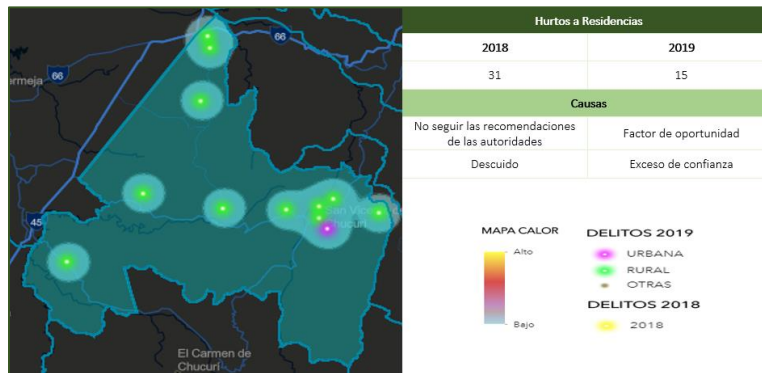 66
66
ermeja
45
San Vicente de
Chucurí
El Carmen de
Chucurí
Hurtos a Residencias
2018 2019
31 15
Causas
No seguir las recomendaciones
de las autoridades
Factor de oportunidad
Descuido Exceso de confianza
MAPA CALOR
Alto
Bajo
DELITOS 2019
URBANA
RURAL
OTRAS
DELITOS 2018
2018